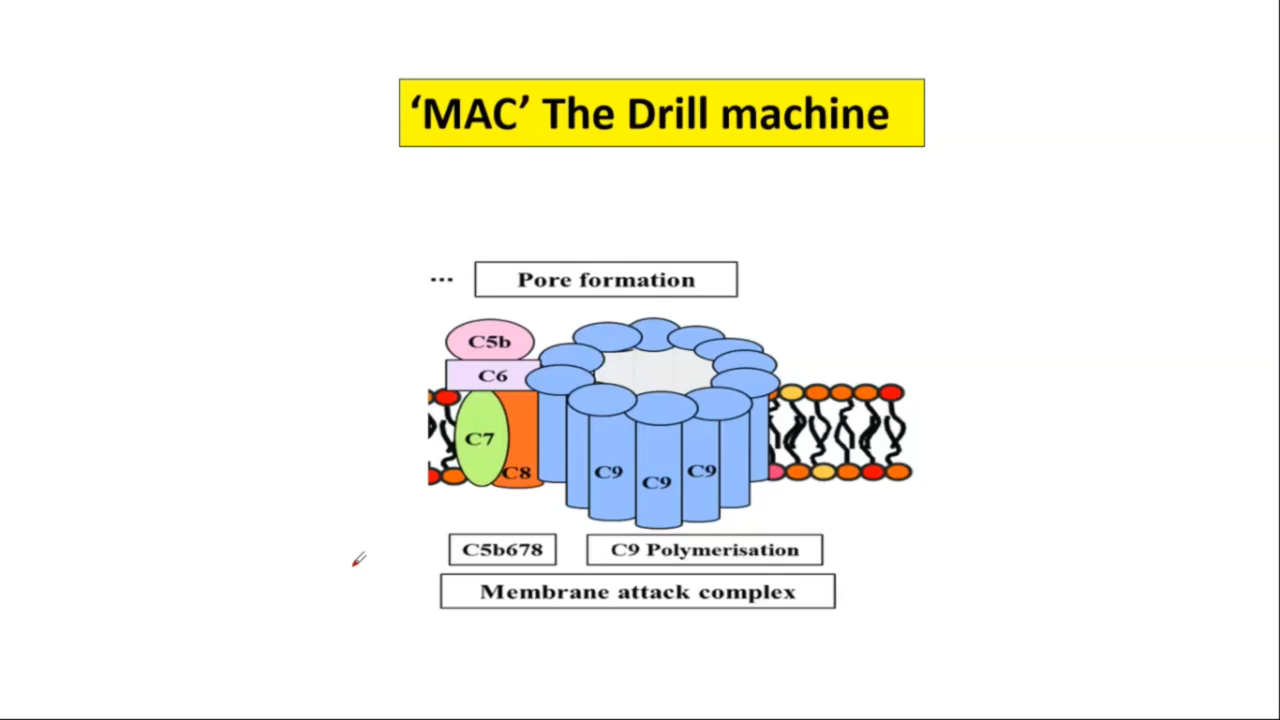 ‘MAC’ The Drill machine
... Pore formation
C5b
C6
C7
C8
C9
C9
C9
C5b678
C9 Polymerisation
Membrane attack complex